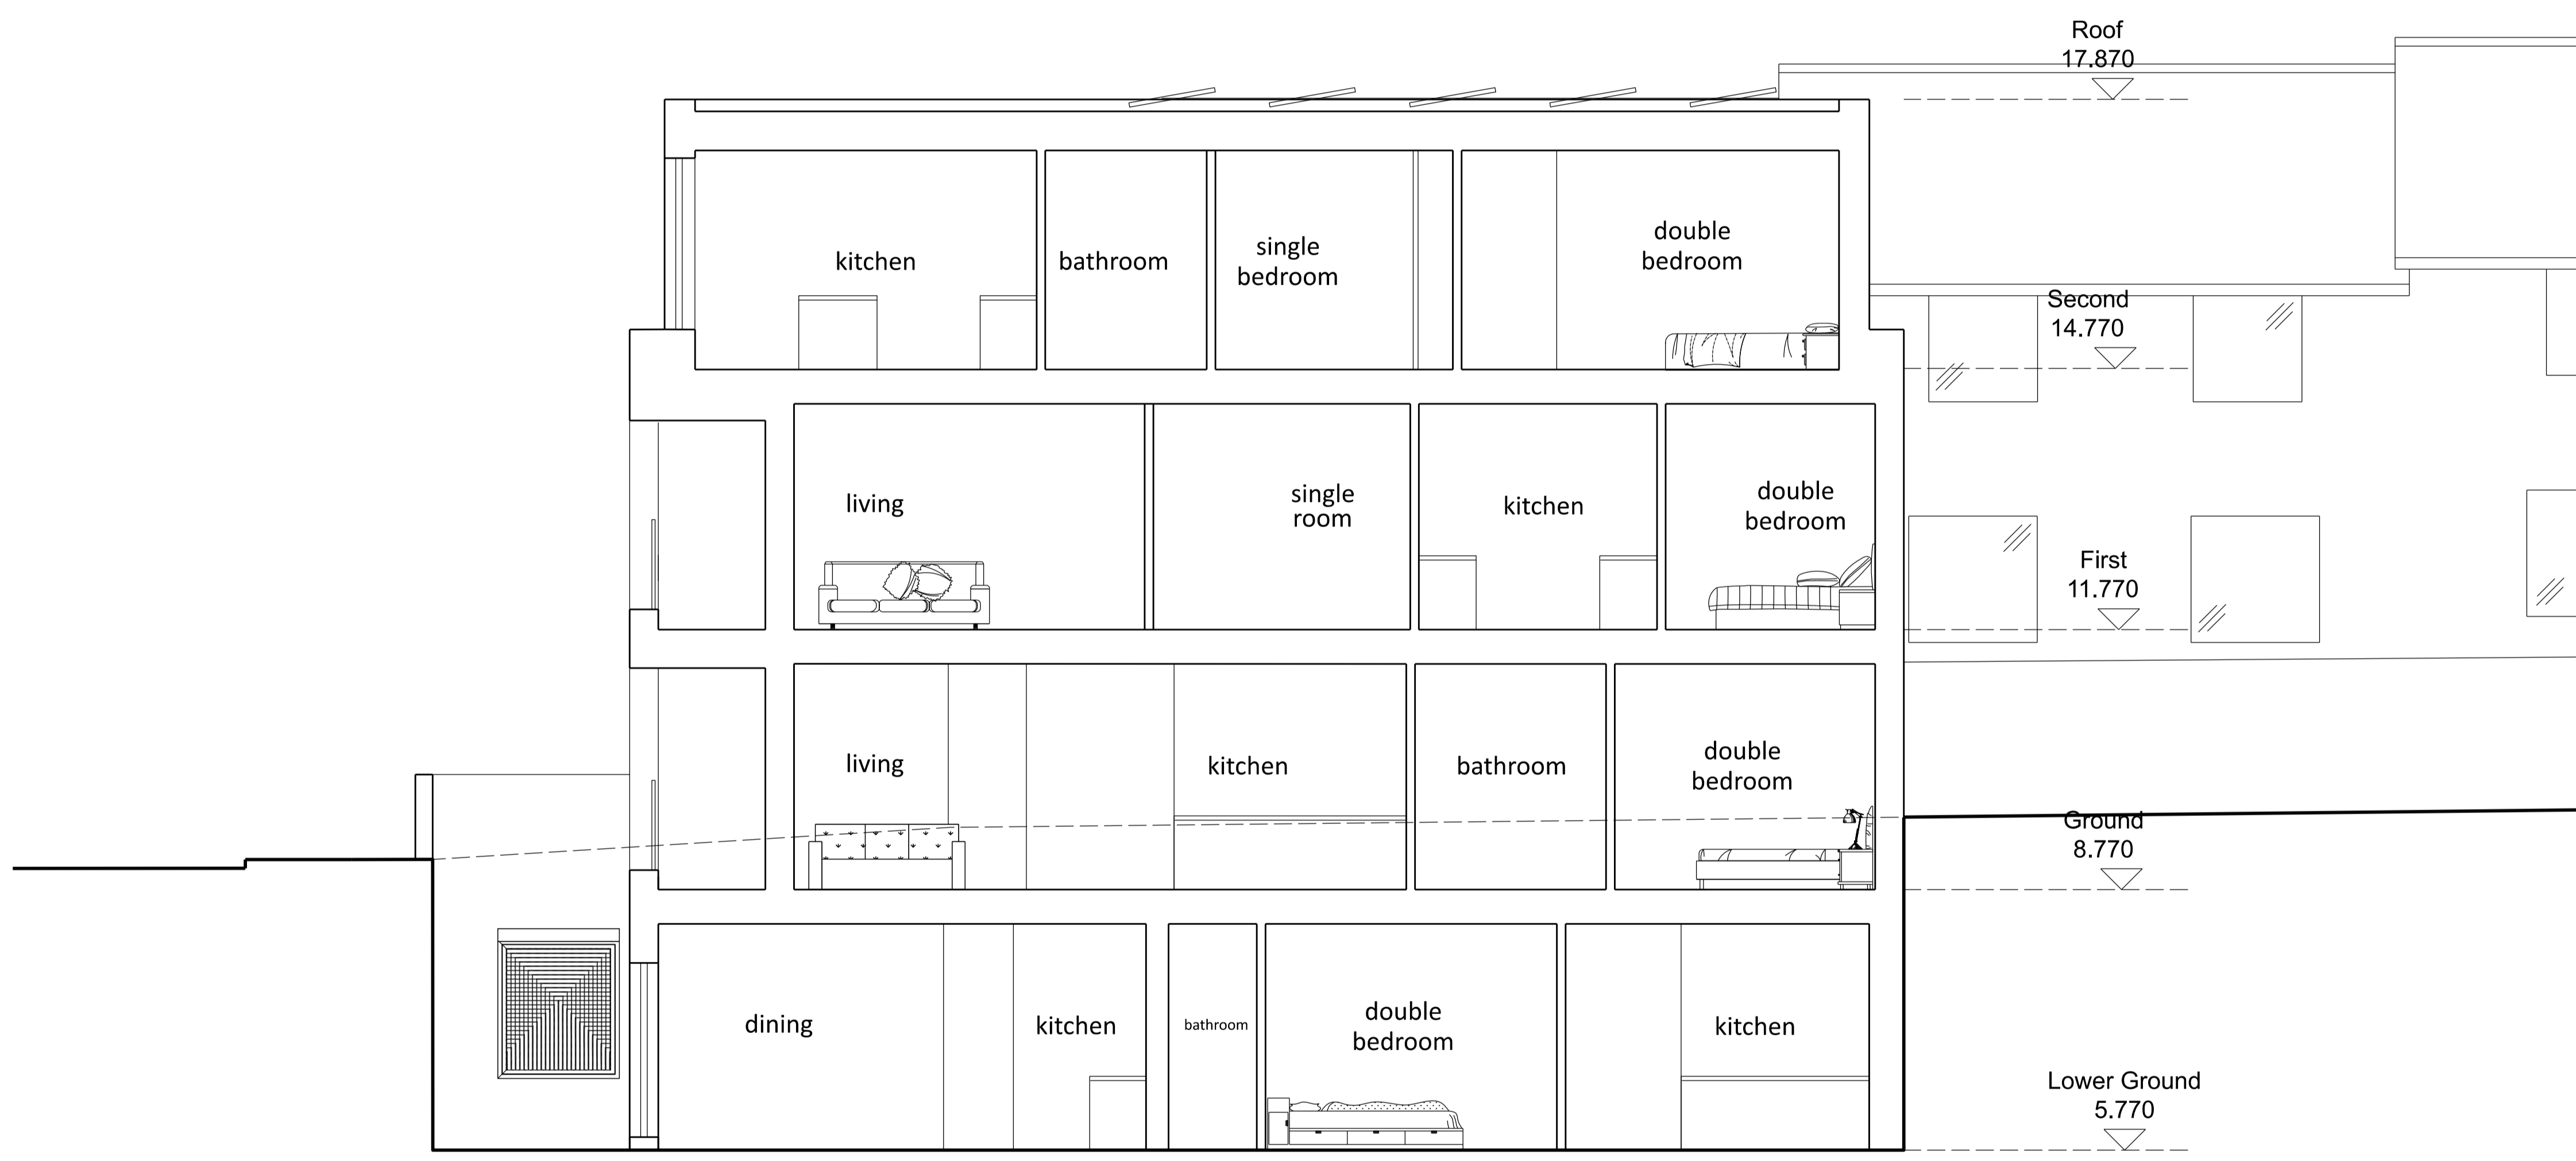 Roof
17.870
kitchen
bathroom
single
bedroom
double
bedroom
Second
14.770
living
single
room
kitchen
double
bedroom
First
11.770
living
kitchen
bathroom
double
bedroom
Ground
8.770
dining
kitchen
bathroom
double
bedroom
kitchen
Lower Ground
5.770